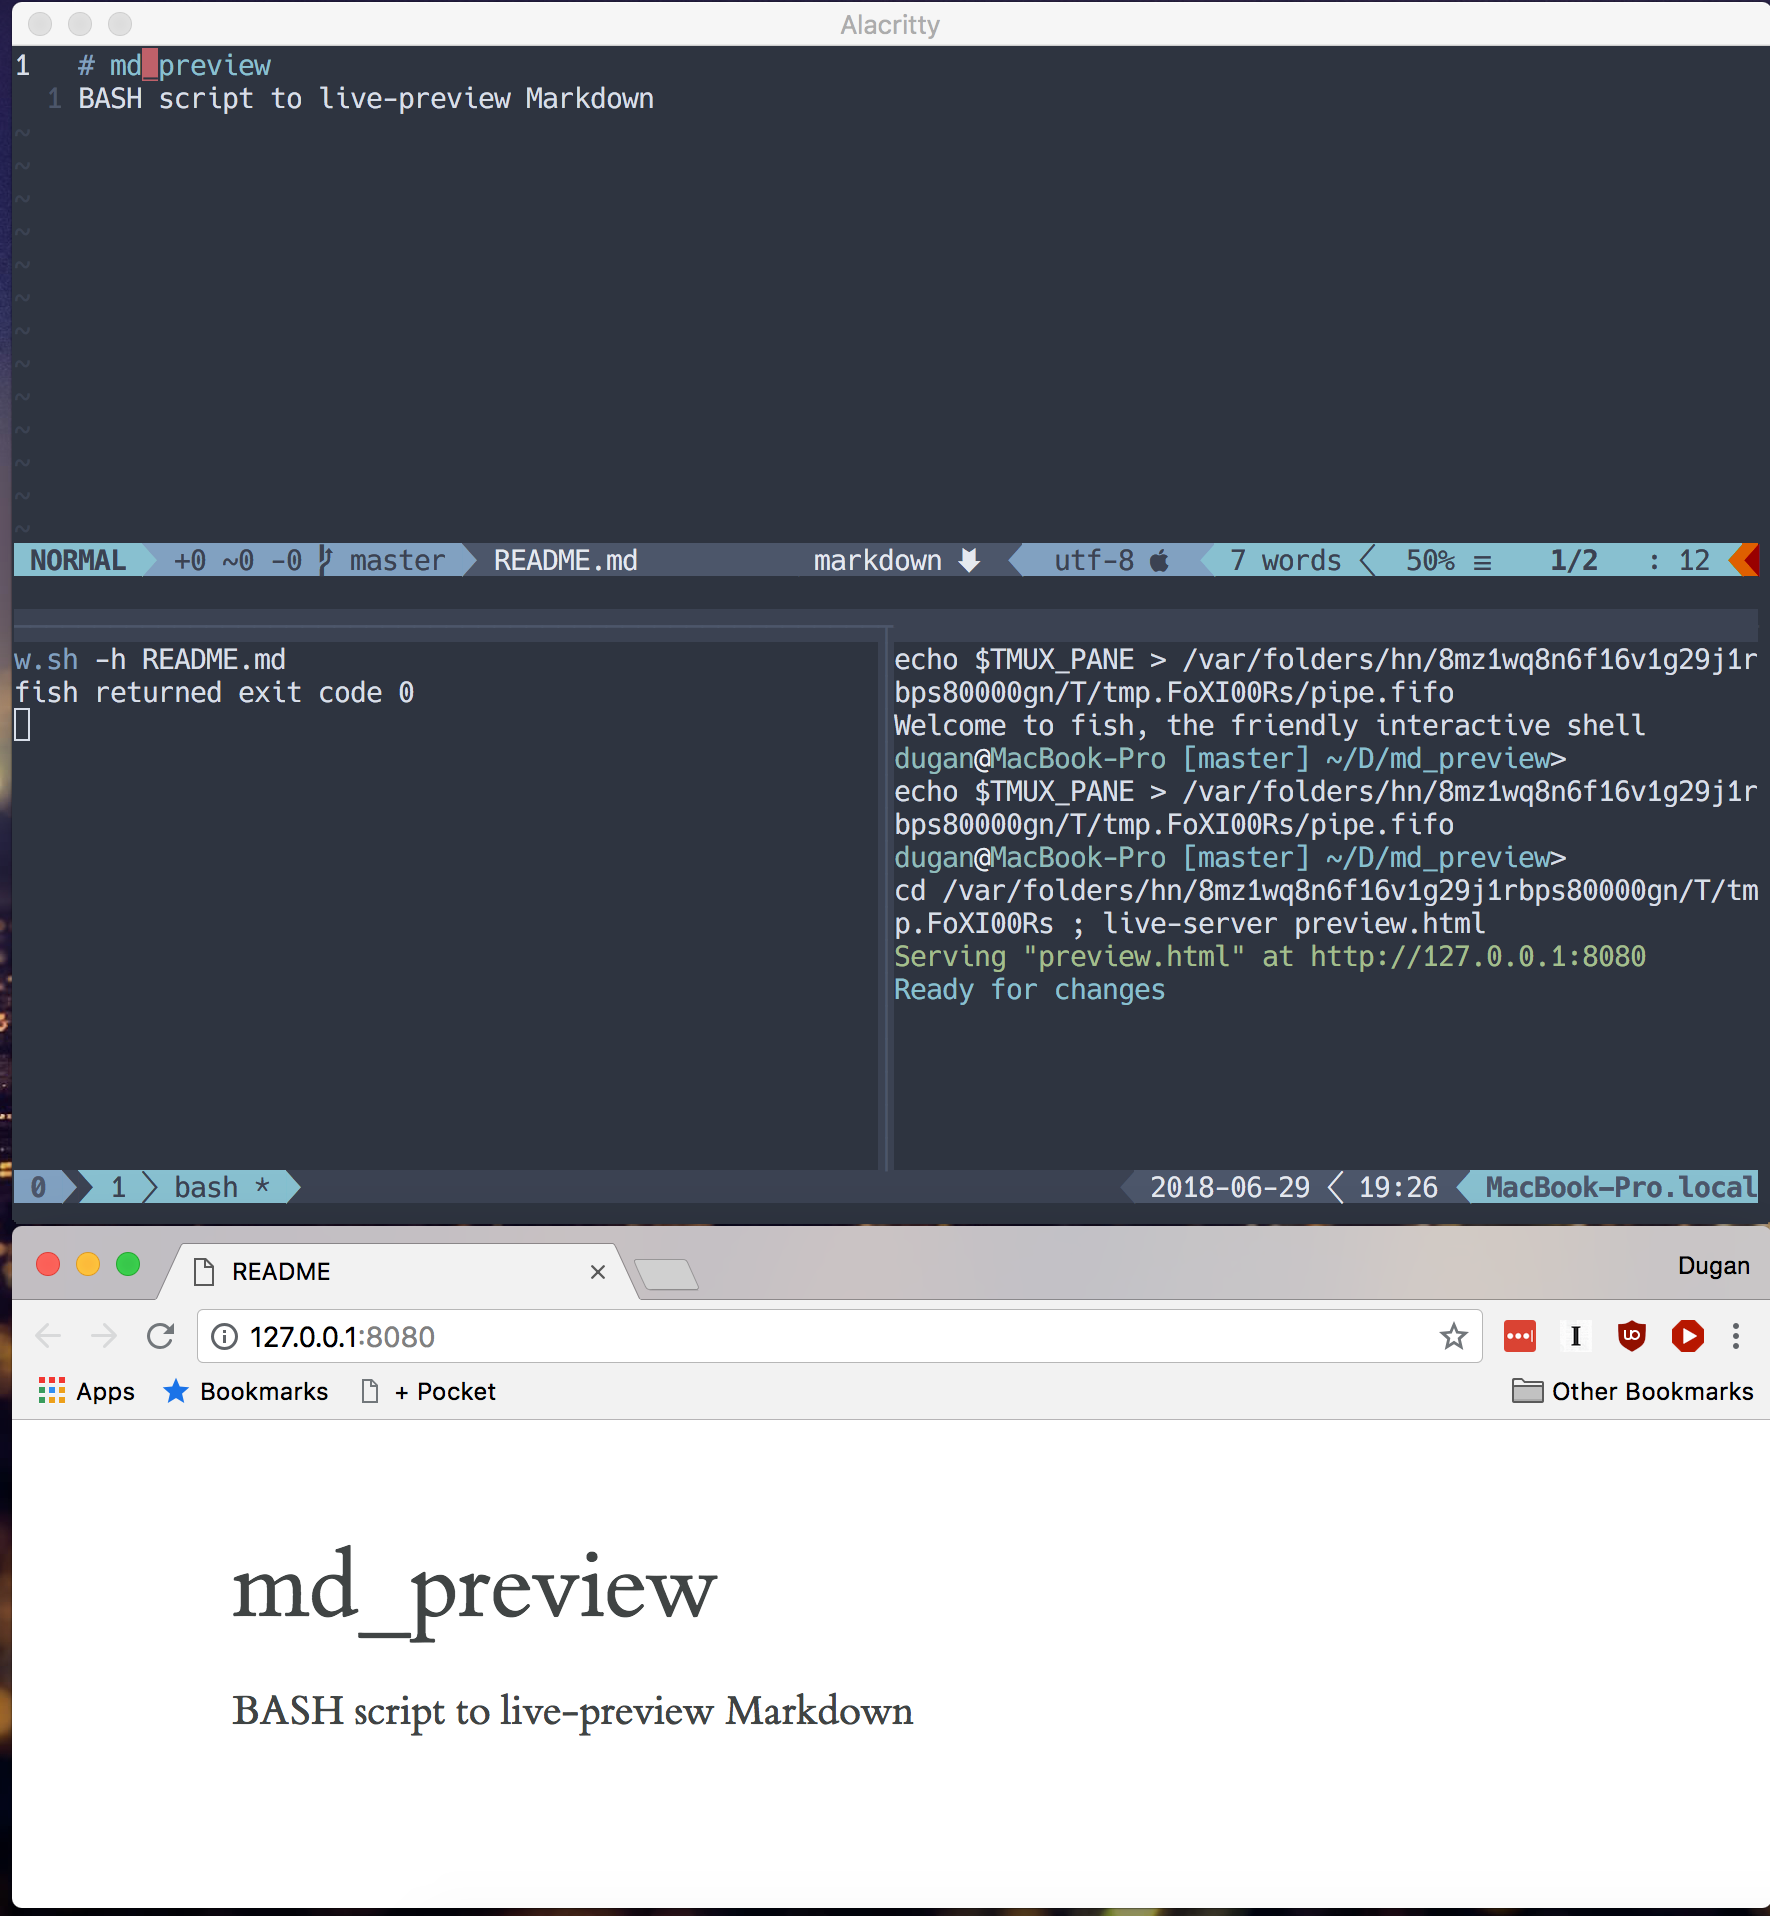 Alacritty
1 # md_preview
1 BASH script to live-preview Markdown
~
~
~
~
~
~
~
~
~
~
~
~
~
NORMAL +0 ~0 -0 master README.md markdown utf-8 7 words 50% ≡ 1/2 : 12
w.sh -h README.md
fish returned exit code 0
echo $TMUX_PANE > /var/folders/hn/8mz1wq8n6f16v1g29j1r
bps80000gn/T/tmp.FoXI00Rs/pipe.fifo
Welcome to fish, the friendly interactive shell
dugan@MacBook-Pro [master] ~/D/md_preview>
echo $TMUX_PANE > /var/folders/hn/8mz1wq8n6f16v1g29j1r
bps80000gn/T/tmp.FoXI00Rs/pipe.fifo
dugan@MacBook-Pro [master] ~/D/md_preview>
cd /var/folders/hn/8mz1wq8n6f16v1g29j1rbps80000gn/T/tm
p.FoXI00Rs ; live-server preview.html
Serving "preview.html" at http://127.0.0.1:8080
Ready for changes
0 1 bash * 2018-06-29 19:26 MacBook-Pro.local
README Dugan
127.0.0.1:8080
Apps Bookmarks + Pocket Other Bookmarks
md_preview
BASH script to live-preview Markdown